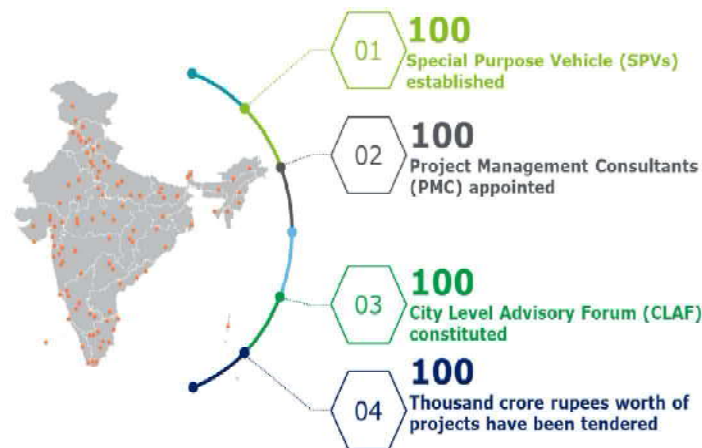 01
100
Special Purpose Vehicle (SPVs)
established
02
100
Project Management Consultants
(PMC) appointed
03
100
City Level Advisory Forum (CLAF)
constituted
04
100
Thousand crore rupees worth of
projects have been tendered